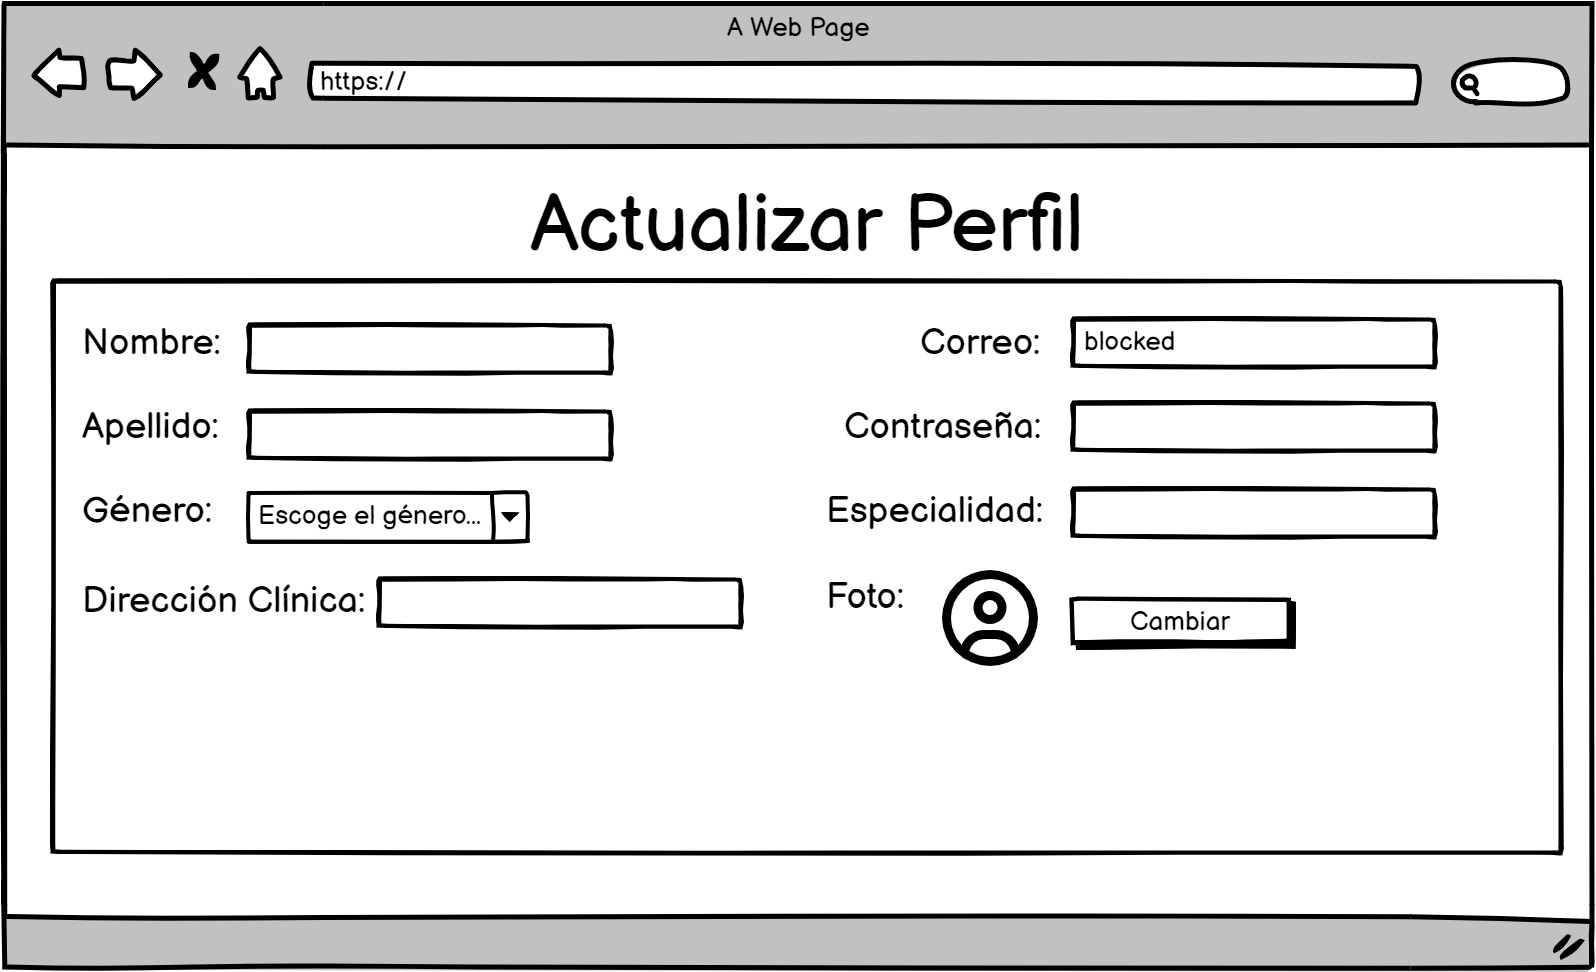 A Web Page
https://
Actualizar Perfil
Nombre:
Correo:
blocked
Apellido:
Contraseña:
Género:
Escoge el género...
Especialidad:
Dirección Clínica:
Foto:
Cambiar